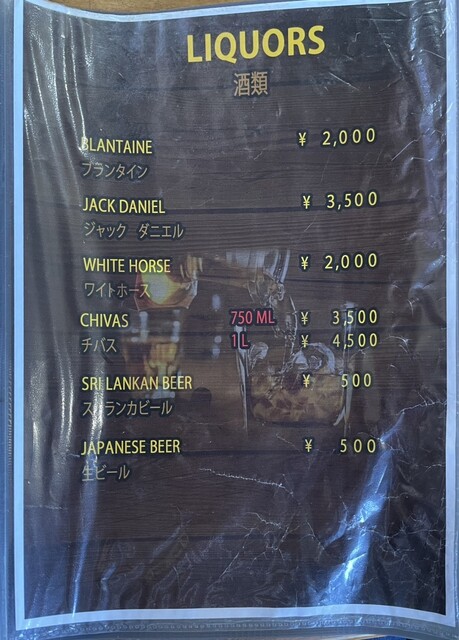 LIQUORS
酒類
BLANTAINE ¥ 2,000
ブランタイン
JACK DANIEL ¥ 3,500
ジャック ダニエル
WHITE HORSE ¥ 2,000
ワイトホース
CHIVAS 750 ML ¥ 3,500
チバス 1 L ¥ 4,500
SRI LANKAN BEER ¥ 500
スリランカビール
JAPANESE BEER ¥ 500
生ビール